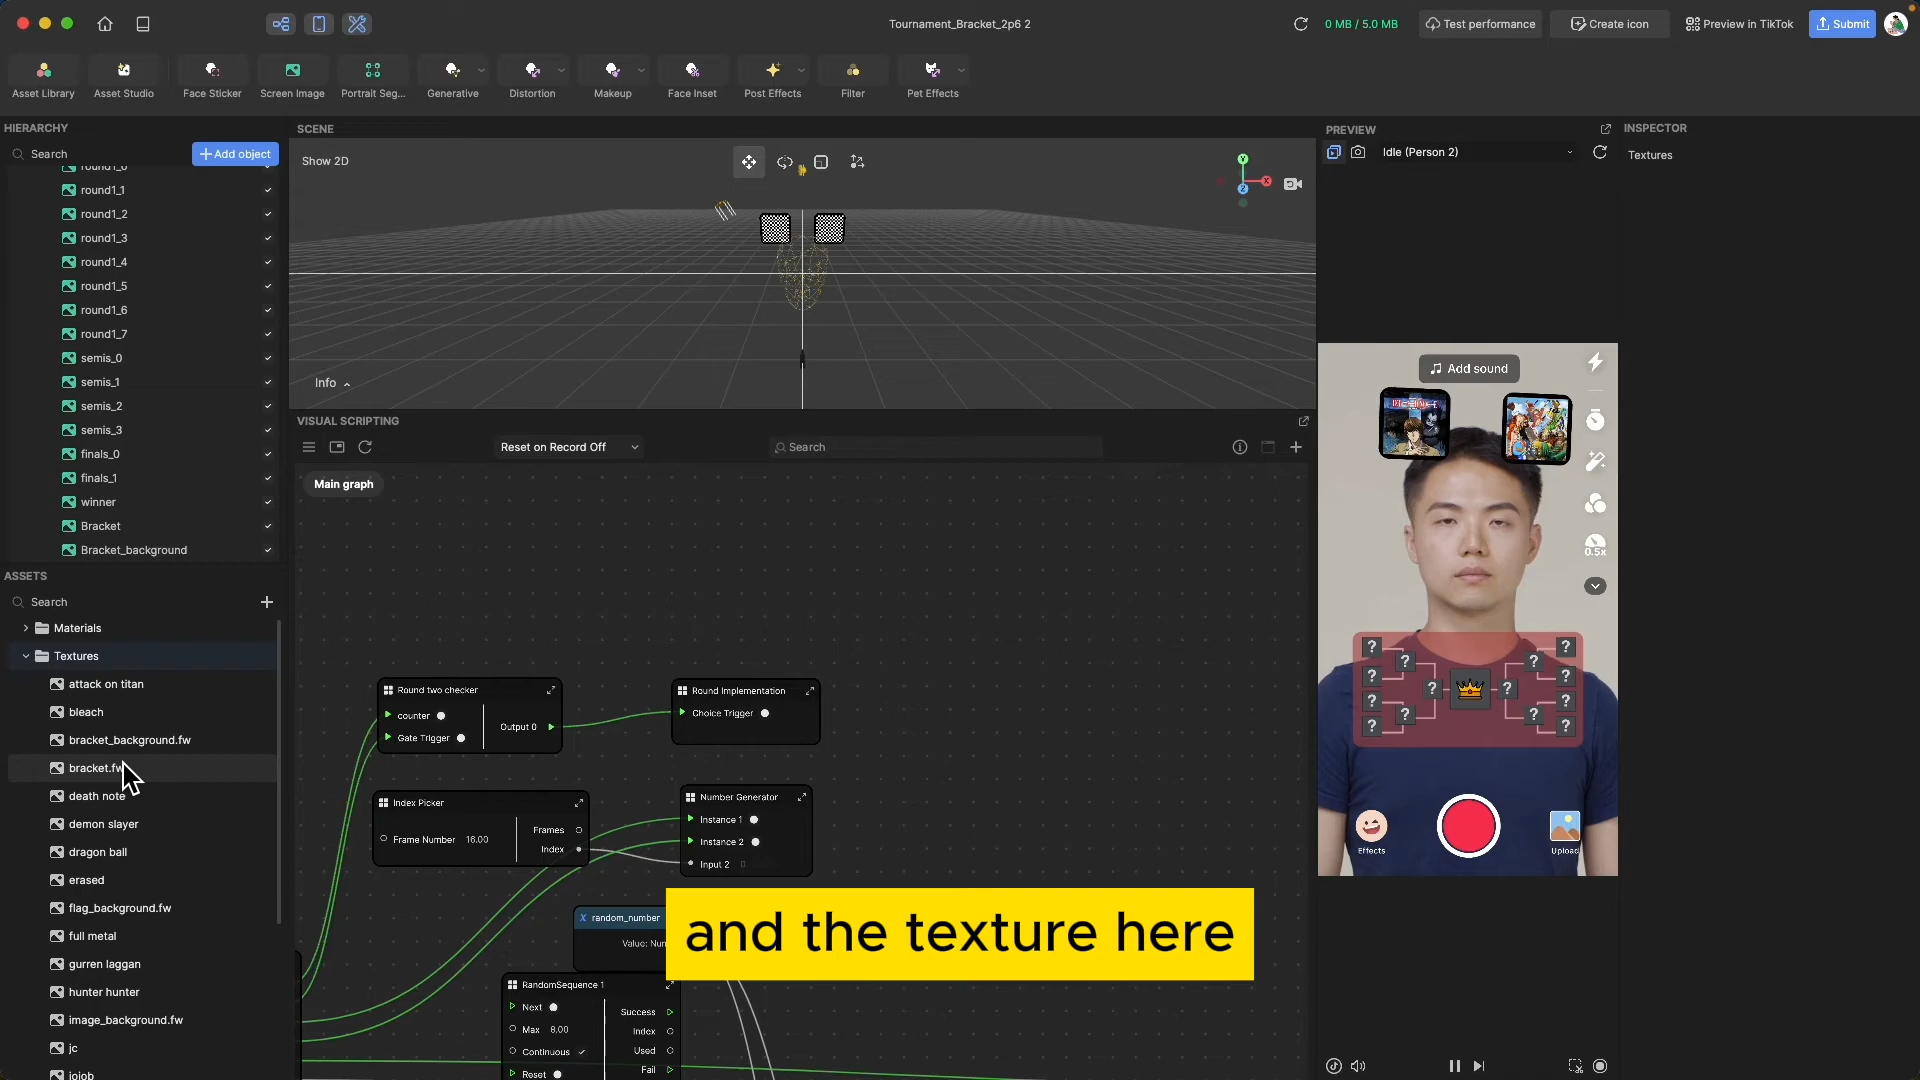 Tournament_Bracket_2p6 2
0 MB / 5.0 MB
Test performance
Create icon
Preview in TikTok
Submit
Asset Library
Asset Studio
Face Sticker
Screen Image
Portrait Seg...
Generative
Distortion
Makeup
Face Inset
Post Effects
Filter
Pet Effects
HIERARCHY
Search
Add object
round1_0
round1_1
round1_2
round1_3
round1_4
round1_5
round1_6
round1_7
semis_0
semis_1
semis_2
semis_3
finals_0
finals_1
winner
Bracket
Bracket_background
ASSETS
Search
Materials
Textures
attack on titan
bleach
bracket_background.fw
bracket.fw
death note
demon slayer
dragon ball
erased
flag_background.fw
full metal
gurren laggan
hunter hunter
image_background.fw
jc
jojob
SCENE
Show 2D
Y
X
Z
Info
VISUAL SCRIPTING
Reset on Record Off
Search
Main graph
Round two checker
counter
Gate Trigger
Output 0
Round Implementation
Choice Trigger
Index Picker
Frame Number 16.00
Frames
Index
Number Generator
Instance 1
Instance 2
Input 2
random_number
Value: Num
RandomSequence 1
Next
Max 8.00
Continuous
Reset
Success
Index
Used
Fail
and the texture here
PREVIEW
Idle (Person 2)
Add sound
0.5x
? ?
? ?
? ?
? ?
? ?
? ?
? ?
Effects
Upload
INSPECTOR
Textures